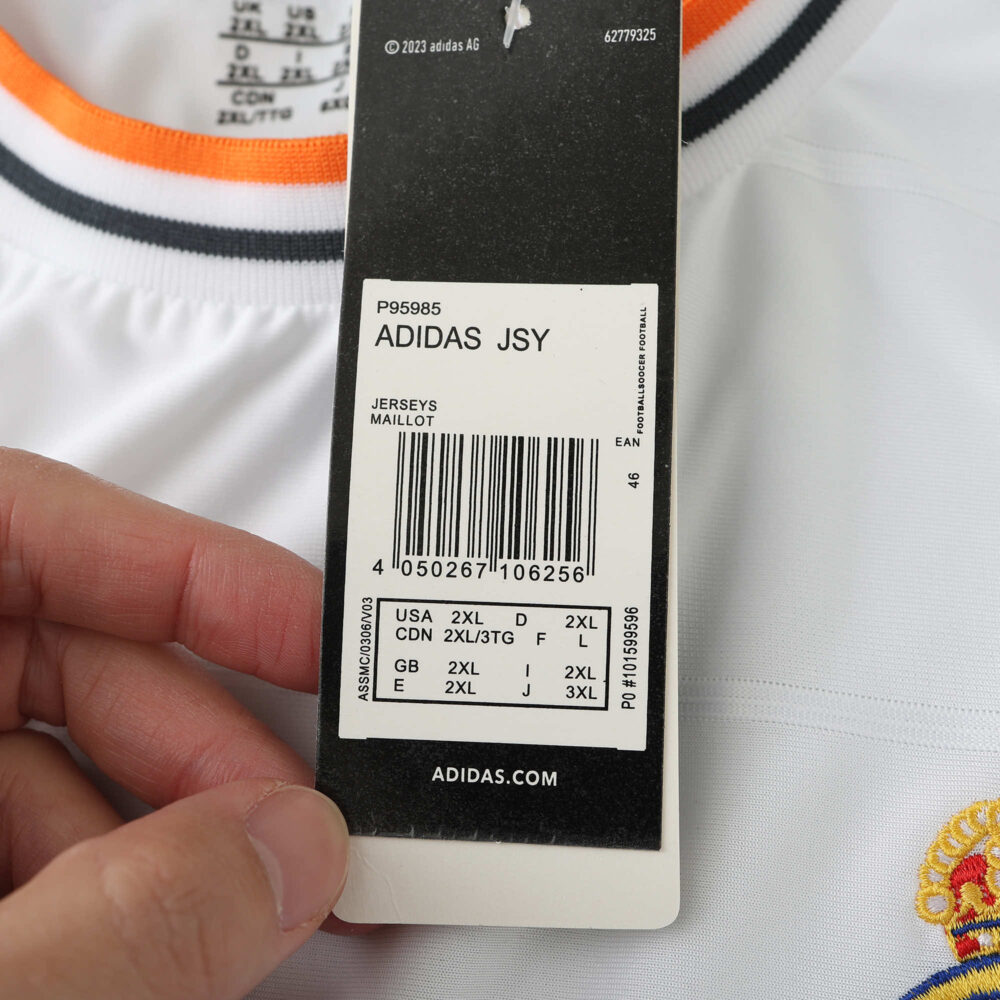 UK US
2XL 2XL
D I
2XL 2XL
CDN
2XL/TTG
© 2023 adidas AG
62779325
P95985
ADIDAS JSY
JERSEYS
MAILLOT
FOOTBALLSOCCER FOOTBALL
EAN
46
4 050267 106256
ASSMC/0306/V03
USA 2XL D 2XL
CDN 2XL/3TG F L
GB 2XL I 2XL
E 2XL J 3XL
PO #101599596
ADIDAS.COM